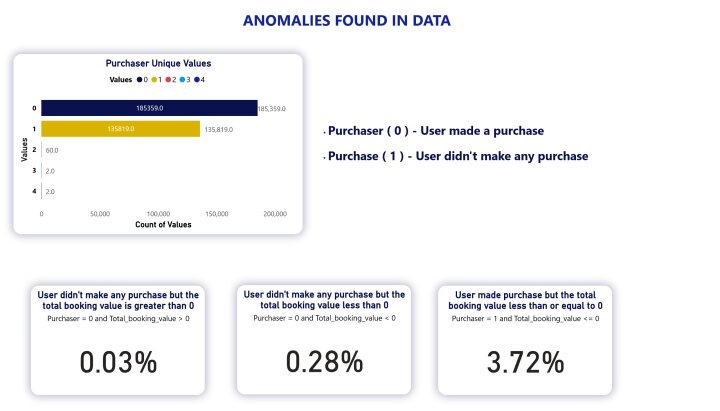 ANOMALIES FOUND IN DATA
Purchaser Unique Values
Values 0 1 2 3 4
Values
0 185359.0 185,359.0
1 135819.0 135,819.0
2 60.0
3 2.0
4 2.0
0 50,000 100,000 150,000 200,000
Count of Values
. Purchaser ( 0 ) - User made a purchase
. Purchase ( 1 ) - User didn't make any purchase
User didn't make any purchase but the
total booking value is greater than 0
Purchaser = 0 and Total_booking_value > 0
0.03%
User didn't make any purchase but the
total booking value less than 0
Purchaser = 0 and Total_booking_value < 0
0.28%
User made purchase but the total
booking value less than or equal to 0
Purchaser = 1 and Total_booking_value <= 0
3.72%